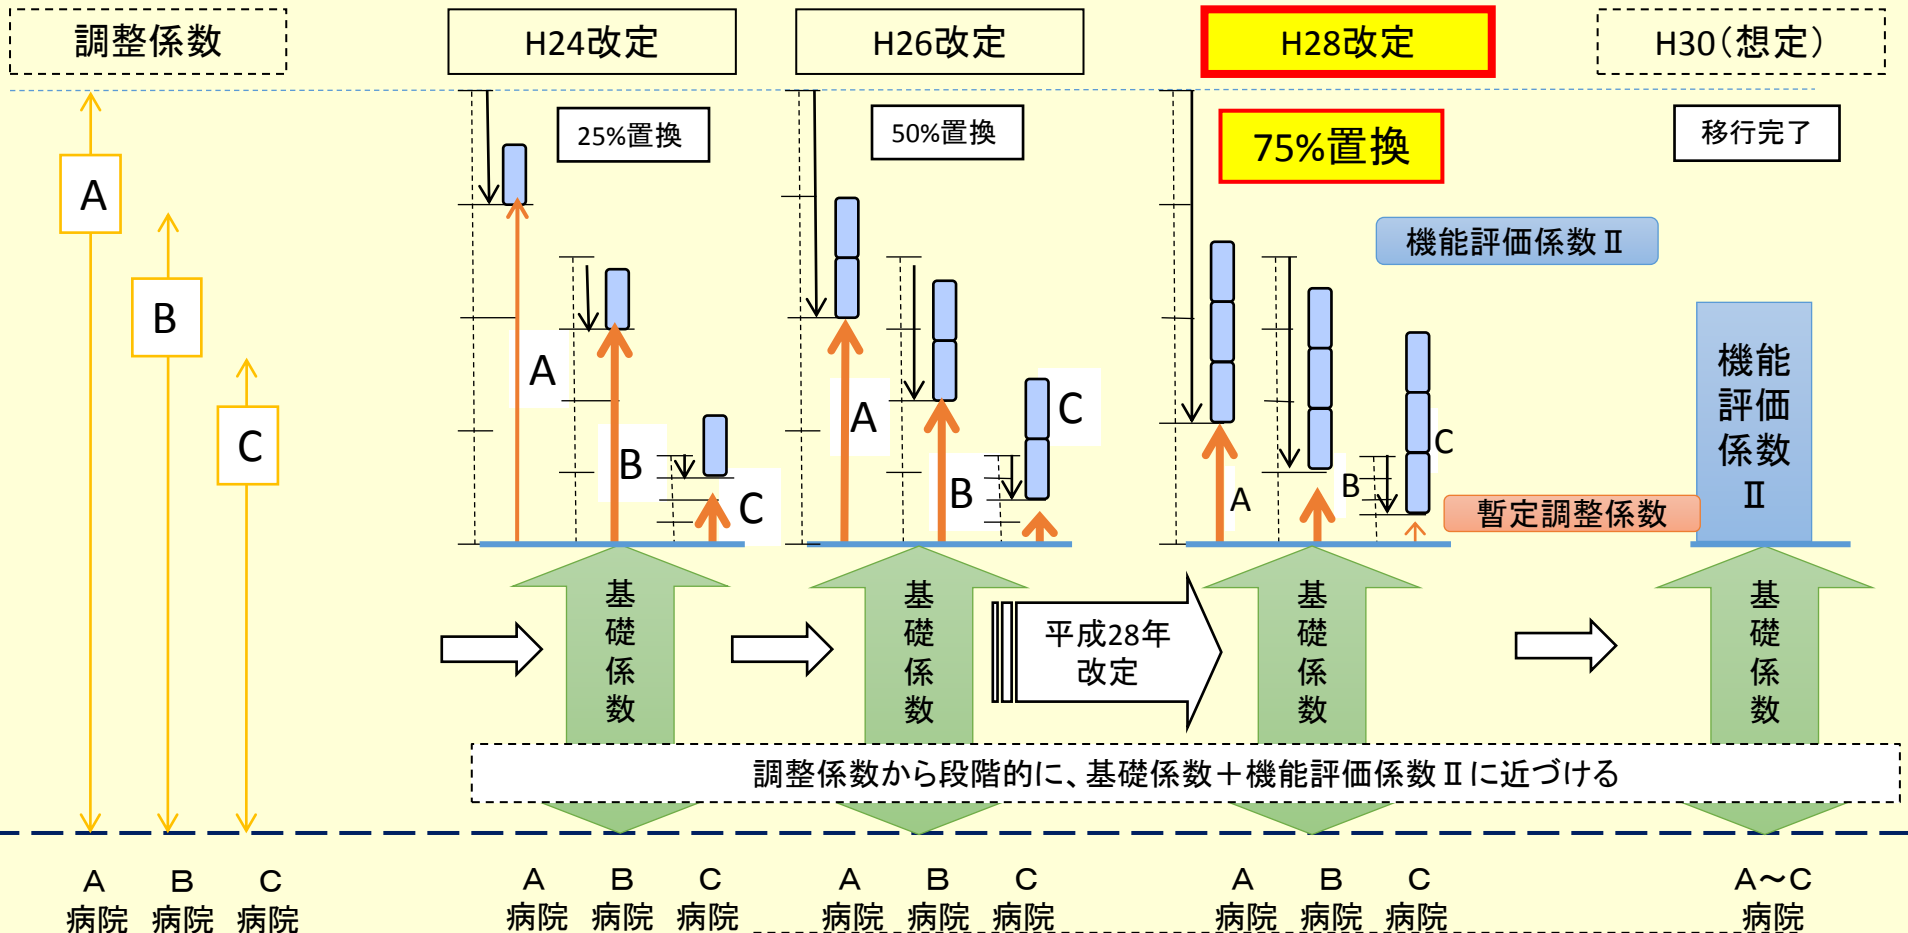 調整係数
H24改定
H26改定
H28改定
H30（想定）
25%置換
50%置換
75%置換
移行完了
A
B
C
A
B
C
A
B
C
A
B
C
機能評価係数Ⅱ
暫定調整係数
機能
評価
係数
Ⅱ
基
礎
係
数
基
礎
係
数
平成28年
改定
基
礎
係
数
基
礎
係
数
調整係数から段階的に、基礎係数＋機能評価係数Ⅱに近づける
A
病院
B
病院
C
病院
A
病院
B
病院
C
病院
A
病院
B
病院
C
病院
A
病院
B
病院
C
病院
A～C
病院